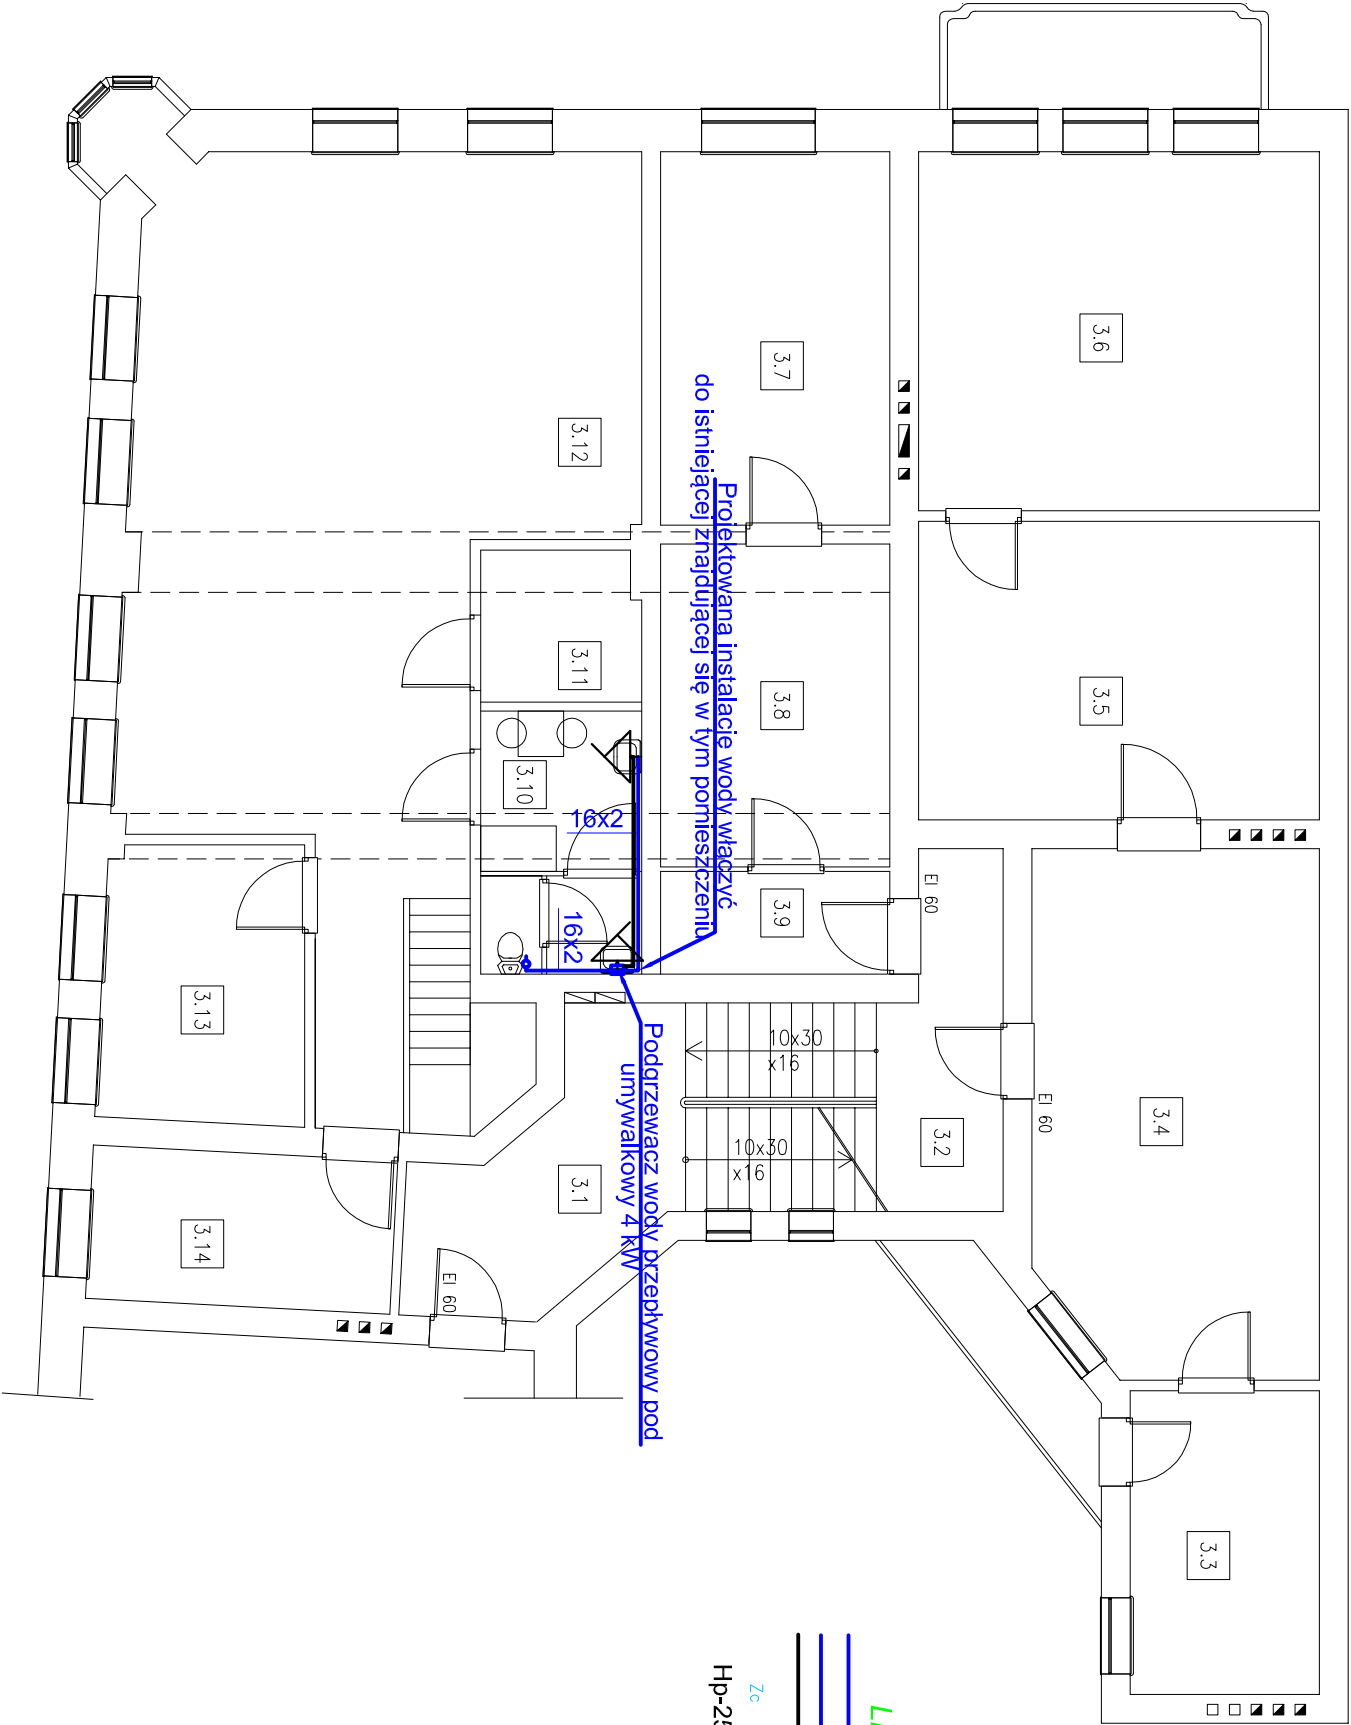 3.6
3.7
3.12
do istniejącej znajdującej się w tym pomieszczeniu
Projektowana instalacje wody włączyć
3.11
3.8
3.5
3.10
16x2
16x2
3.9
EI 60
3.13
10x30
x16
10x30
x16
EI 60
3.4
3.2
3.1
Podgrzewacz wody przepływowy pod
umywalkowy 4 kW
3.14
EI 60
3.3
Zc
Hp-25